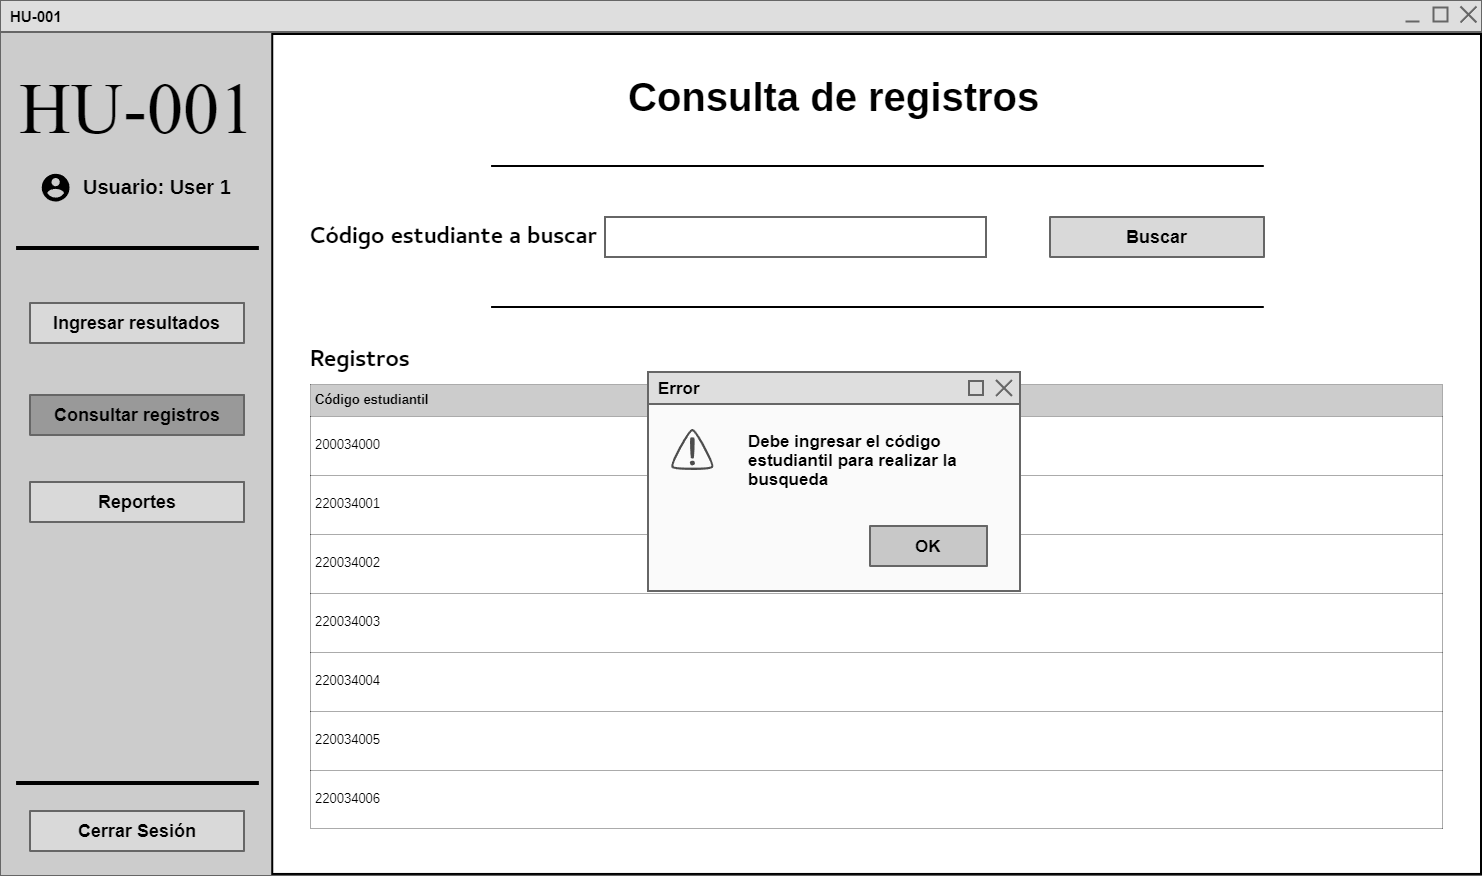 HU-001
HU-001
Usuario: User 1
Ingresar resultados
Consultar registros
Reportes
Cerrar Sesión
Consulta de registros
Código estudiante a buscar
Buscar
Registros
Código estudiantil
200034000
220034001
220034002
220034003
220034004
220034005
220034006
Error
Debe ingresar el código
estudiantil para realizar la
busqueda
OK